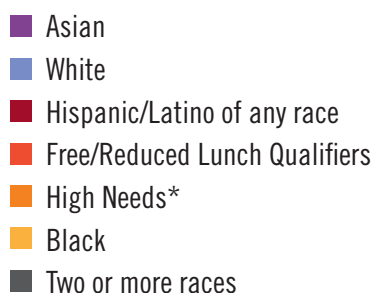 Asian
White
Hispanic/Latino of any race
Free/Reduced Lunch Qualifiers
High Needs*
Black
Two or more races